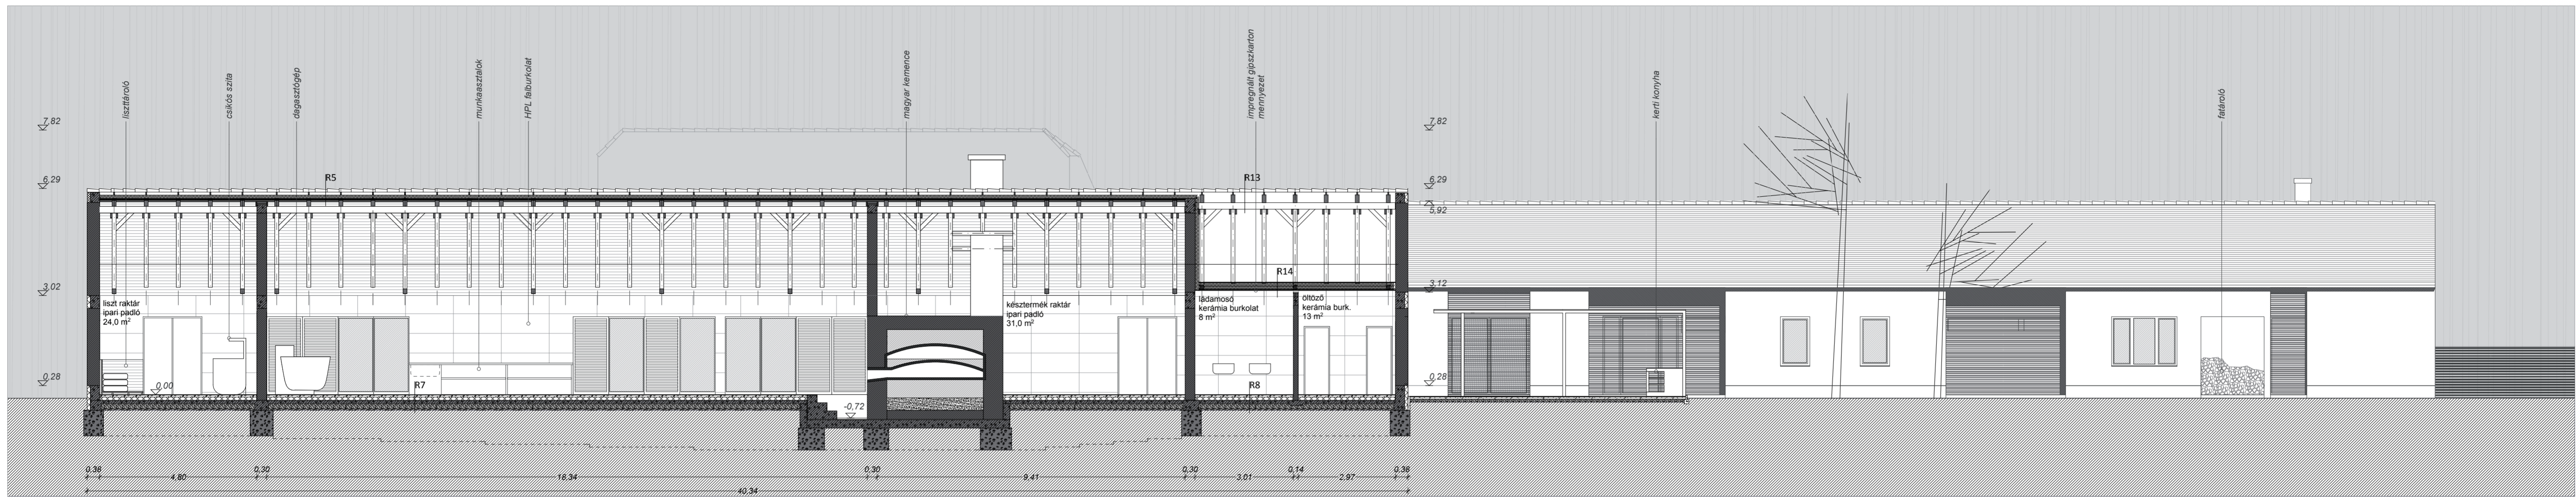 liszttároló
csíkós szita
dagasztógép
munkaasztalok
HPL falburkolat
magyar kemence
impregnált gipszkarton
mennyezet
kerti konyha
fatároló
7,82
7,82
6,29
R5
R13
6,29
5,92
3,02
R14
3,12
liszt raktár
ipari padló
24,0 m²
késztermék raktár
ipari padló
31,0 m²
ládamosó
kerámia burkolat
8 m²
öltöző
kerámia burk.
13 m²
0,28
0,00
R7
R8
0,28
-0,72
0,38
4,80
0,30
18,34
0,30
9,41
0,30
3,01
0,14
2,97
0,38
40,34